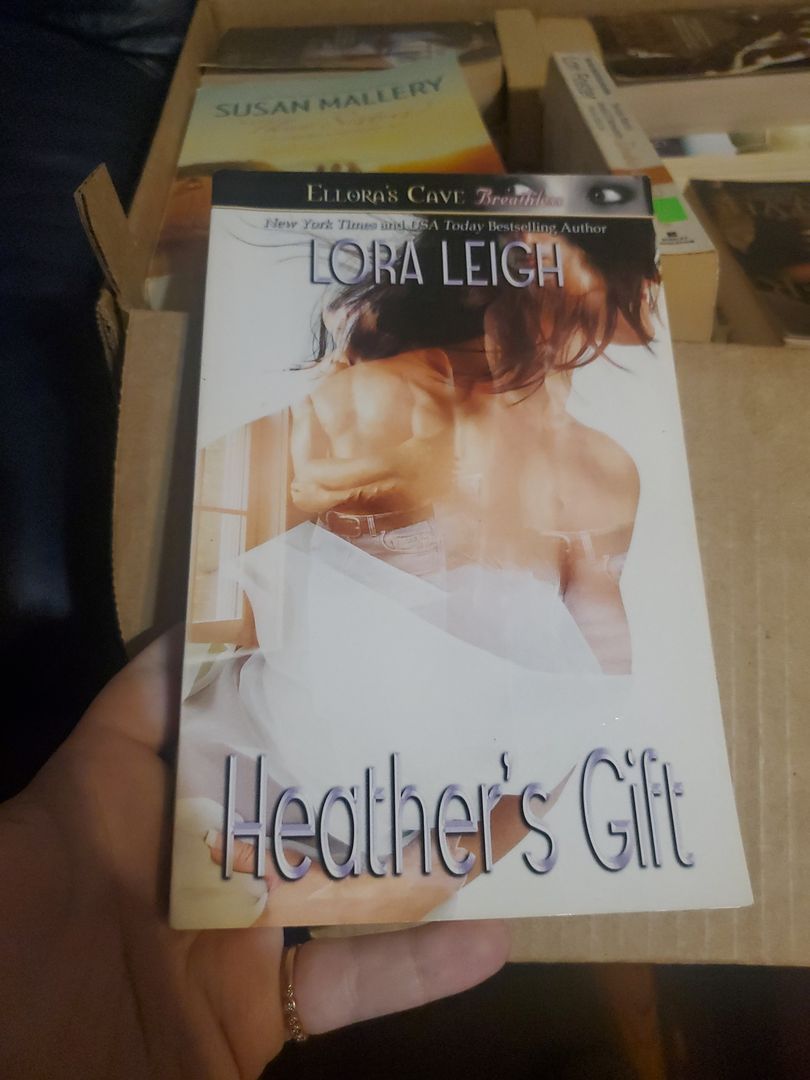 SUSAN MALLERY
ELLORA'S CAVE Breathless
New York Times and USA Today Bestselling Author
LORA LEIGH
Heather's Gift